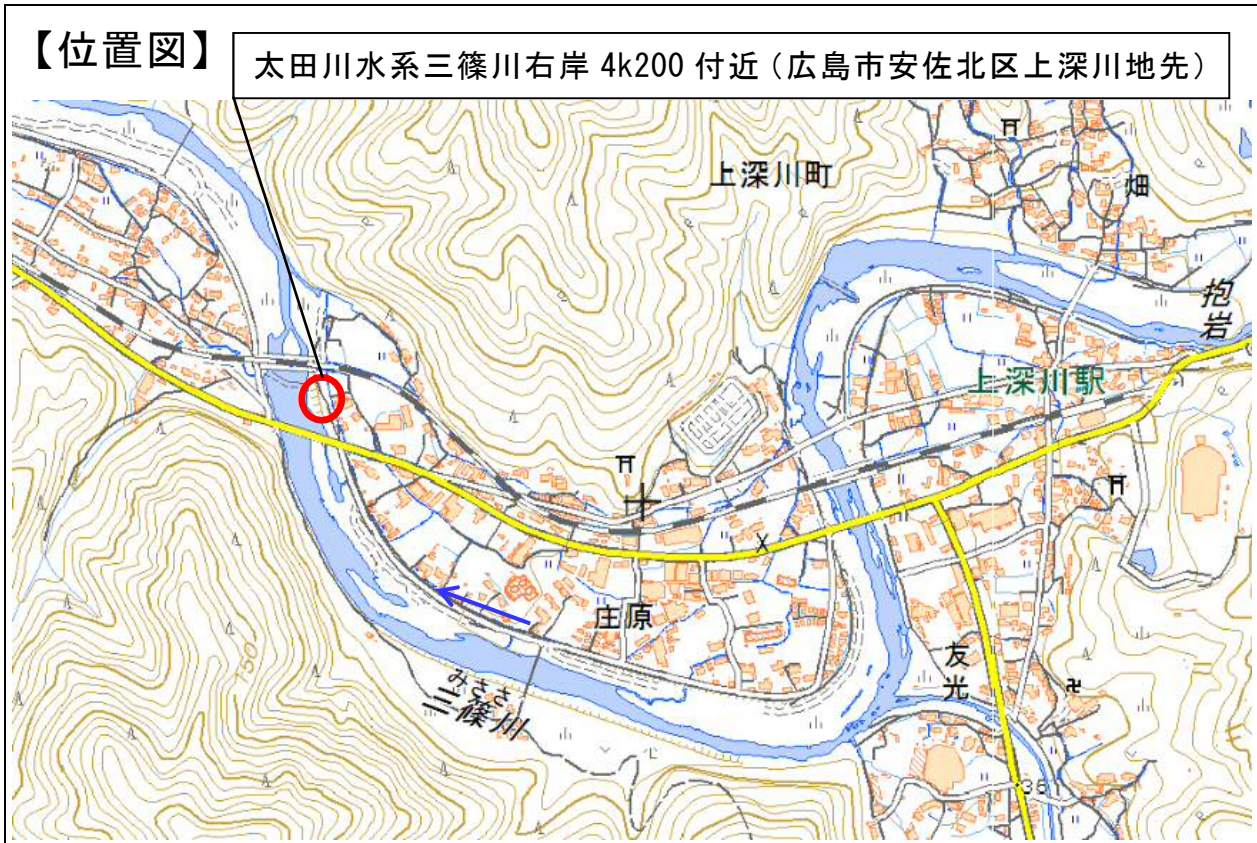 【位置図】
太田川水系三篠川右岸 4k200 付近（広島市安佐北区上深川地先）
上深川町
畑
抱岩
上深川駅
庄原
友光
みささ
三篠川
150